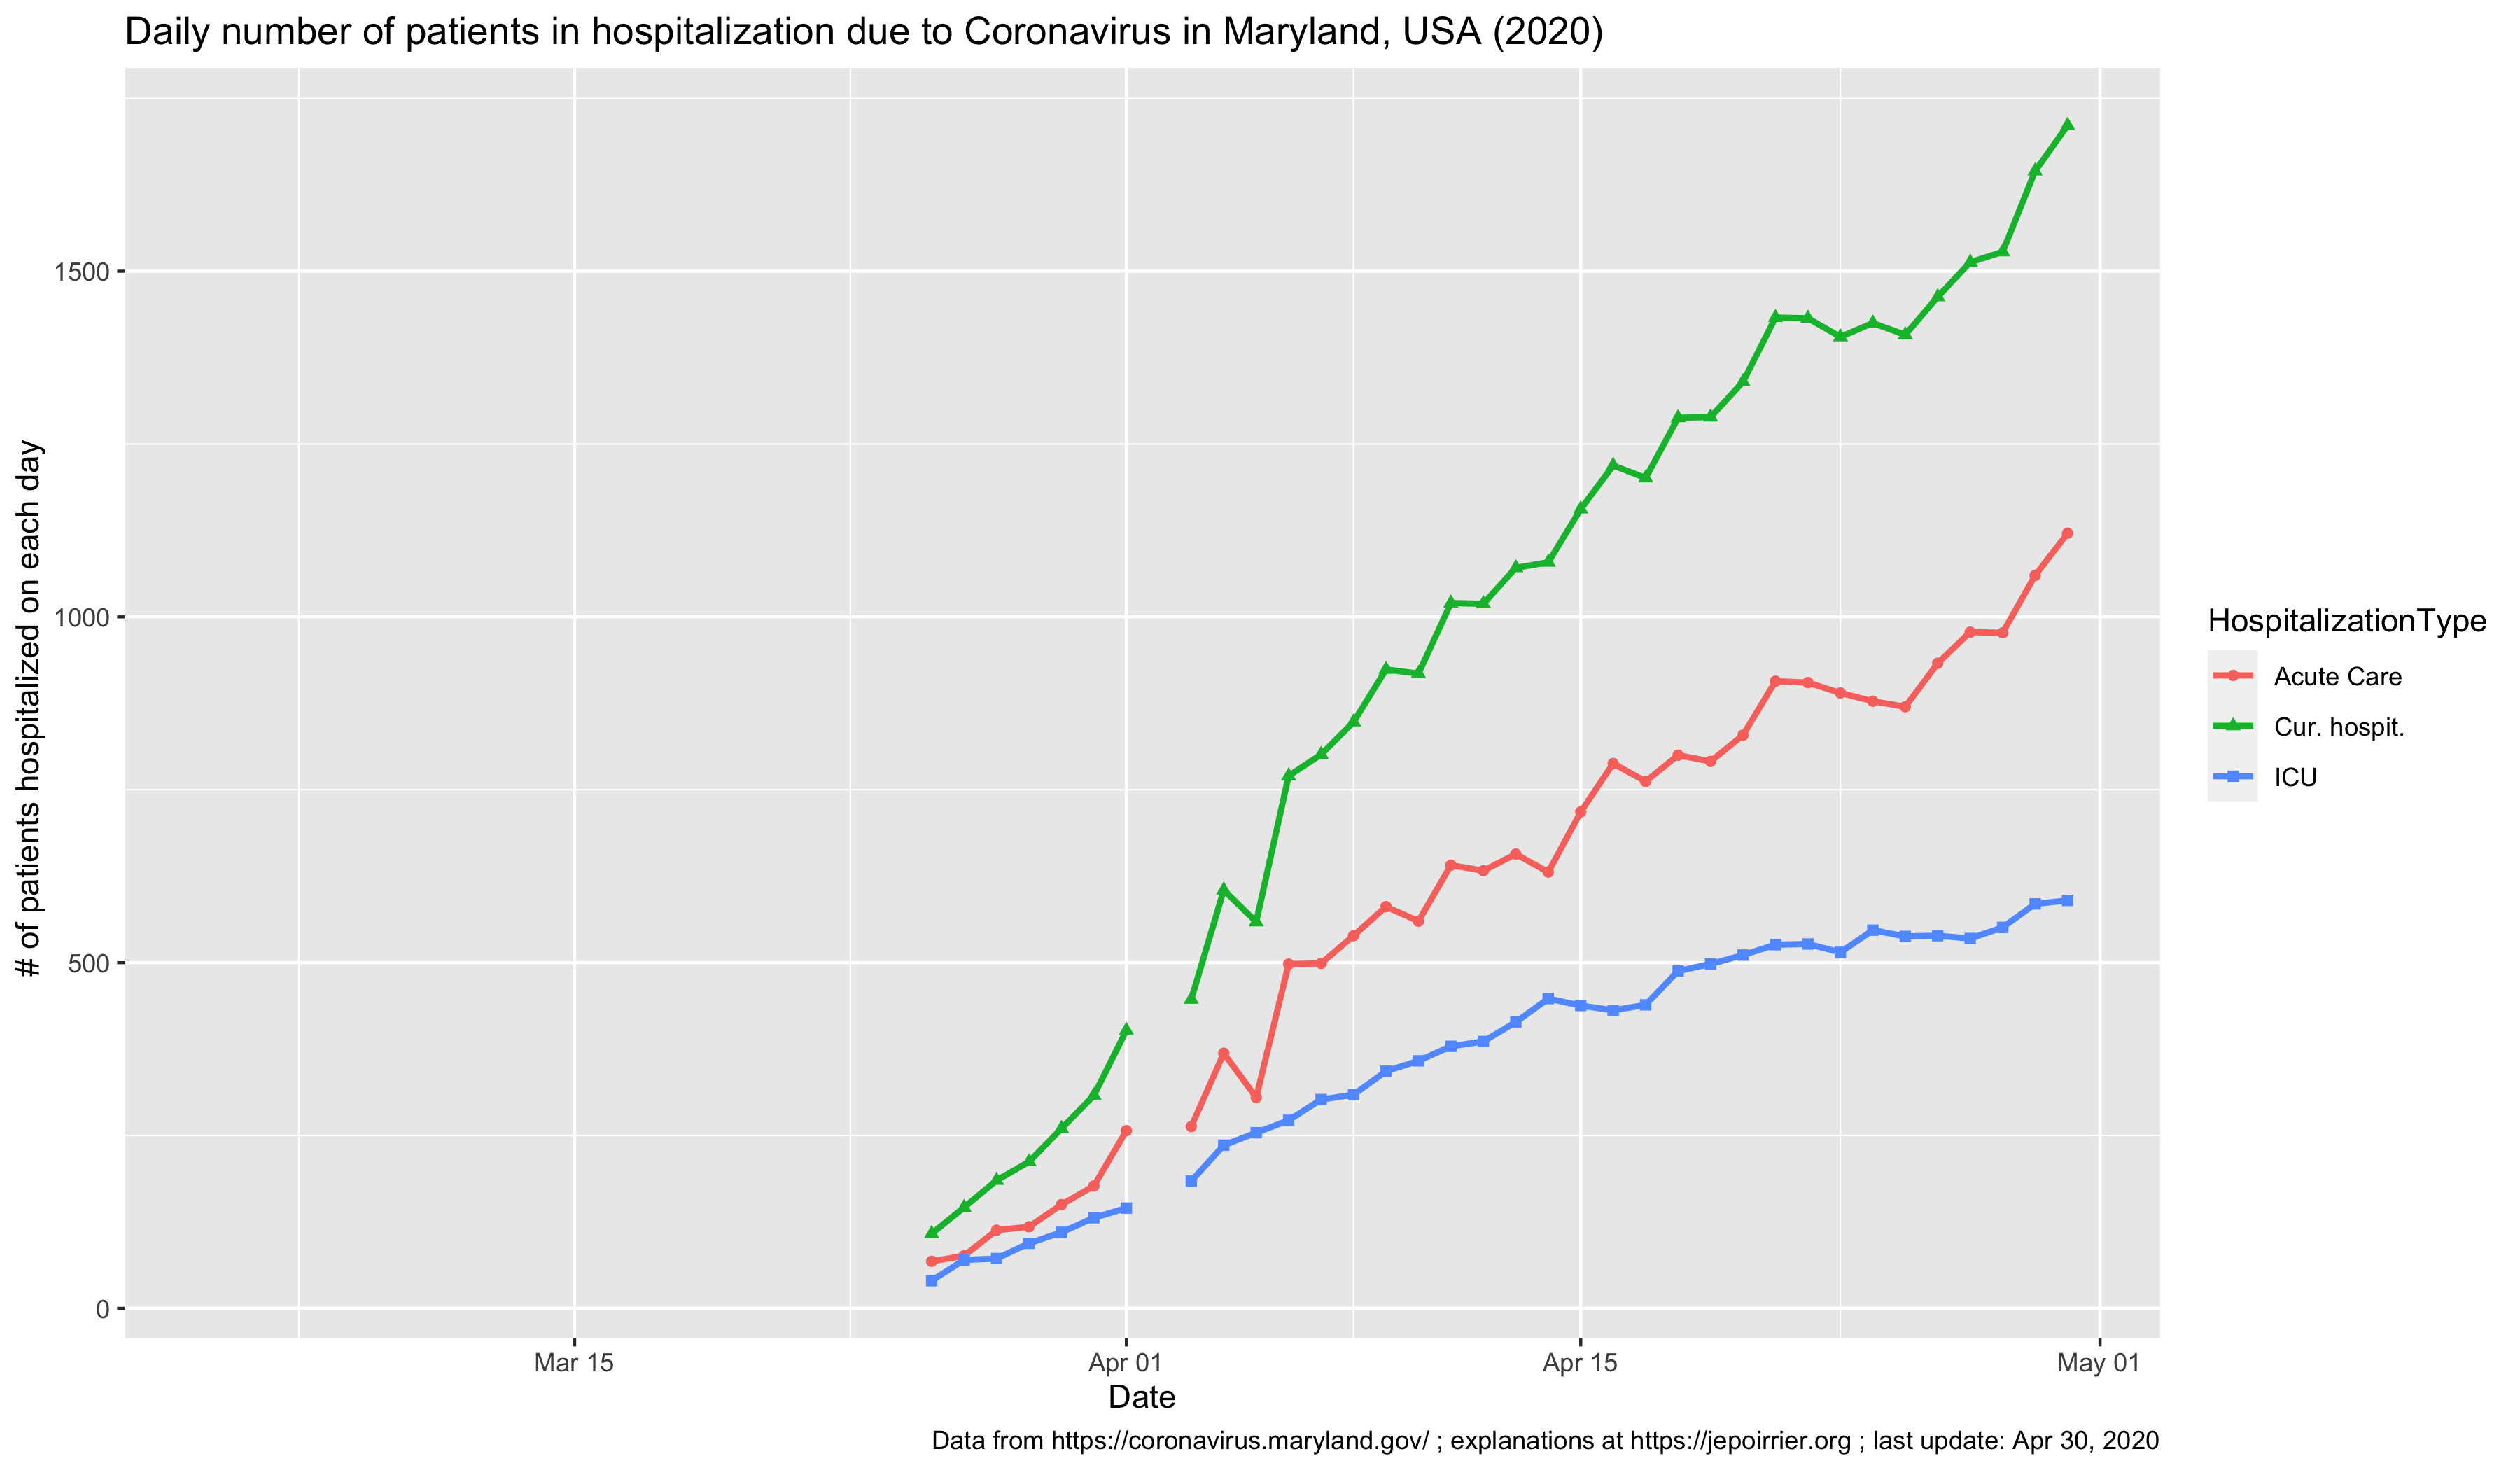 Daily number of patients in hospitalization due to Coronavirus in Maryland, USA (2020)
# of patients hospitalized on each day
1500
1000
500
0
Mar 15
Apr 01
Apr 15
May 01
Date
HospitalizationType
Acute Care
Cur. hospit.
ICU
Data from https://coronavirus.maryland.gov/ ; explanations at https://jepoirrier.org ; last update: Apr 30, 2020